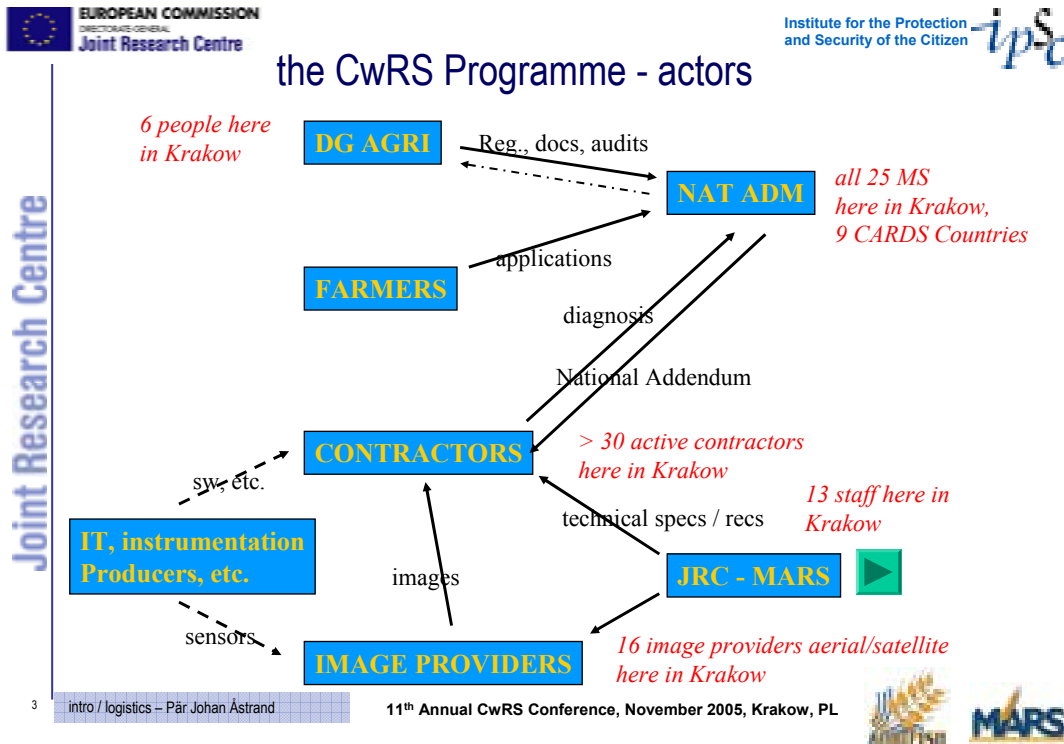 EUROPEAN COMMISSION
DIRECTORATE-GENERAL
Joint Research Centre
Institute for the Protection
and Security of the Citizen
ipsc
the CwRS Programme - actors
6 people here
in Krakow
DG AGRI
Reg., docs, audits
NAT ADM
all 25 MS
here in Krakow,
9 CARDS Countries
applications
FARMERS
diagnosis
National Addendum
CONTRACTORS
> 30 active contractors
here in Krakow
sw, etc.
13 staff here in
Krakow
technical specs / recs
IT, instrumentation
Producers, etc.
images
JRC - MARS
sensors
IMAGE PROVIDERS
16 image providers aerial/satellite
here in Krakow
Joint Research Centre
3
intro / logistics – Pär Johan Åstrand
11th Annual CwRS Conference, November 2005, Krakow, PL
MARS